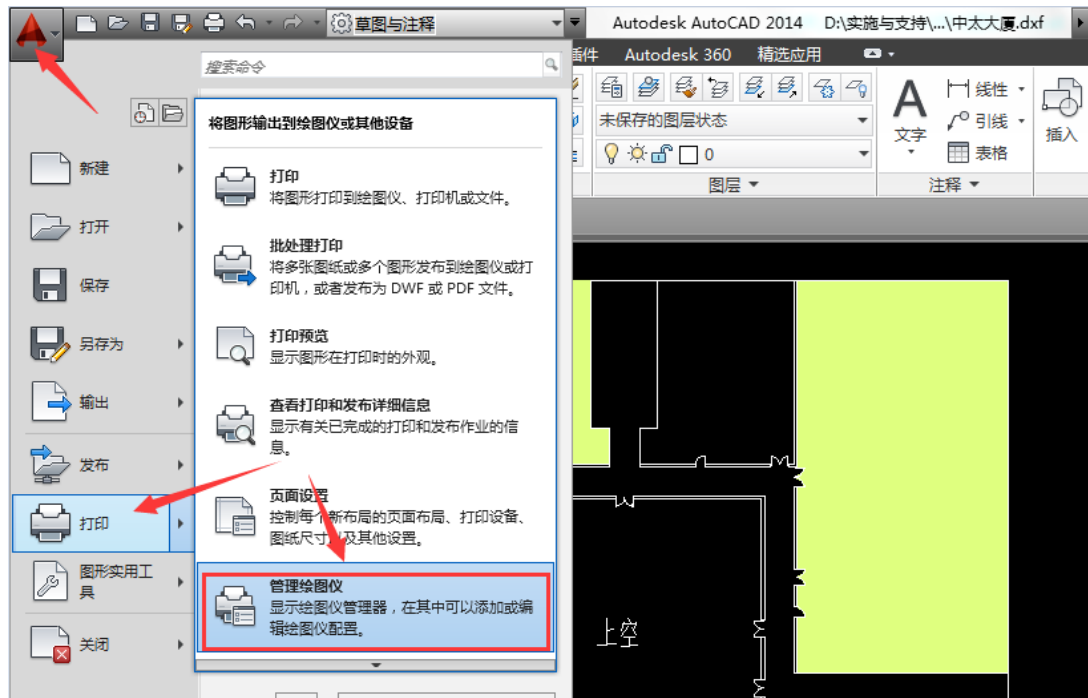 草图与注释
Autodesk AutoCAD 2014 D:\实施与支持\...\中太大厦.dxf
搜索命令
插件 Autodesk 360 精选应用
将图形输出到绘图仪或其他设备
新建
打开
保存
另存为
输出
发布
打印
图形实用工
具
关闭
打印
将图形打印到绘图仪、打印机或文件。
批处理打印
将多张图纸或多个图形发布到绘图仪或打
印机，或者发布为 DWF 或 PDF 文件。
打印预览
显示图形在打印时的外观。
查看打印和发布详细信息
显示有关已完成的打印和发布作业的信
息。
页面设置
控制每个新布局的页面布局、打印设备、
图纸尺寸以及其他设置。
管理绘图仪
显示绘图仪管理器，在其中可以添加或编
辑绘图仪配置。
未保存的图层状态
0
图层
A
文字
线性
引线
表格
注释
插入
上空